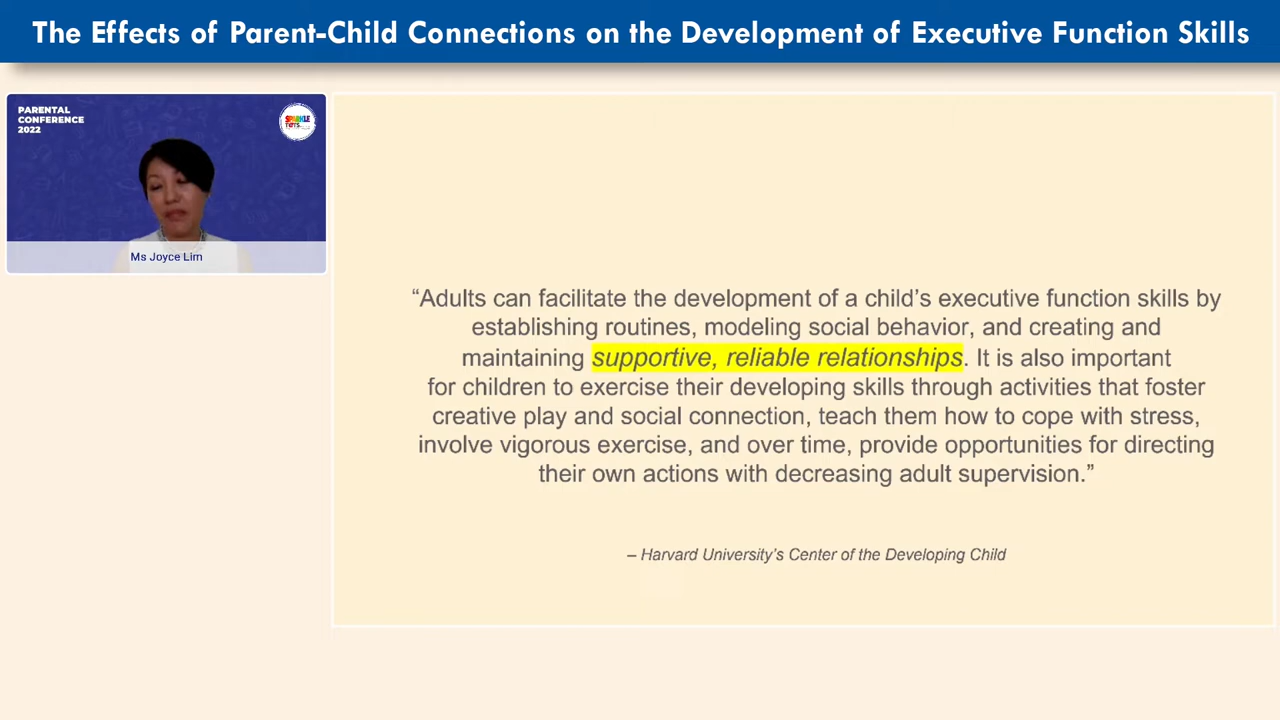 The Effects of Parent-Child Connections on the Development of Executive Function Skills
PARENTAL
CONFERENCE
2022
SPARKLE
TOTS
Ms Joyce Lim
“Adults can facilitate the development of a child’s executive function skills by
establishing routines, modeling social behavior, and creating and
maintaining supportive, reliable relationships. It is also important
for children to exercise their developing skills through activities that foster
creative play and social connection, teach them how to cope with stress,
involve vigorous exercise, and over time, provide opportunities for directing
their own actions with decreasing adult supervision.”
– Harvard University’s Center of the Developing Child